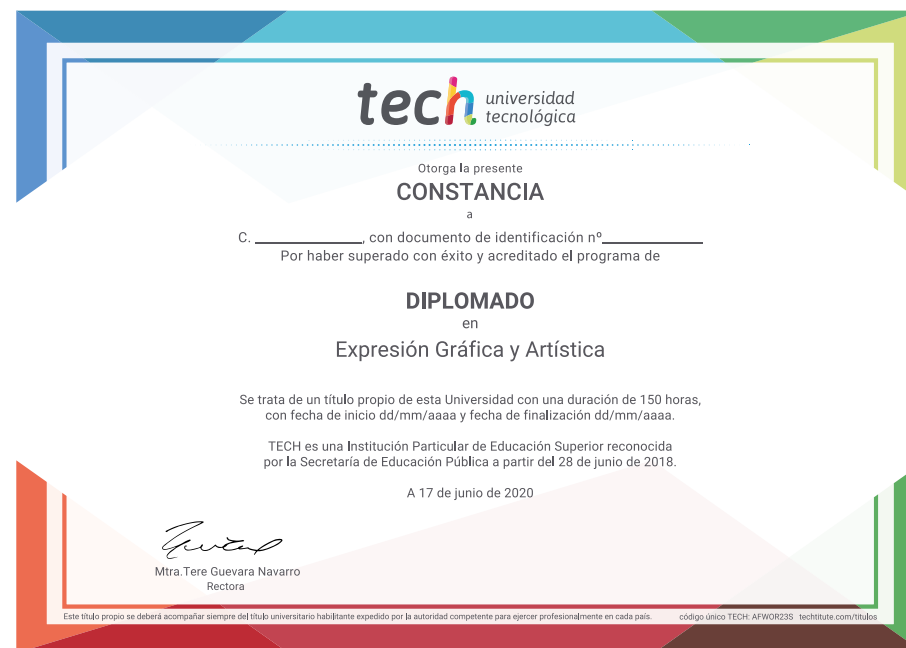 tech universidad
tecnológica
Otorga la presente
CONSTANCIA
a
C. ____________, con documento de identificación nº____________
Por haber superado con éxito y acreditado el programa de
DIPLOMADO
en
Expresión Gráfica y Artística
Se trata de un título propio de esta Universidad con una duración de 150 horas,
con fecha de inicio dd/mm/aaaa y fecha de finalización dd/mm/aaaa.
TECH es una Institución Particular de Educación Superior reconocida
por la Secretaría de Educación Pública a partir del 28 de junio de 2018.
A 17 de junio de 2020
Mtra.Tere Guevara Navarro
Rectora
Este título propio se deberá acompañar siempre del título universitario habilitante expedido por la autoridad competente para ejercer profesionalmente en cada país. código único TECH: AFWOR23S techtitute.com/titulos